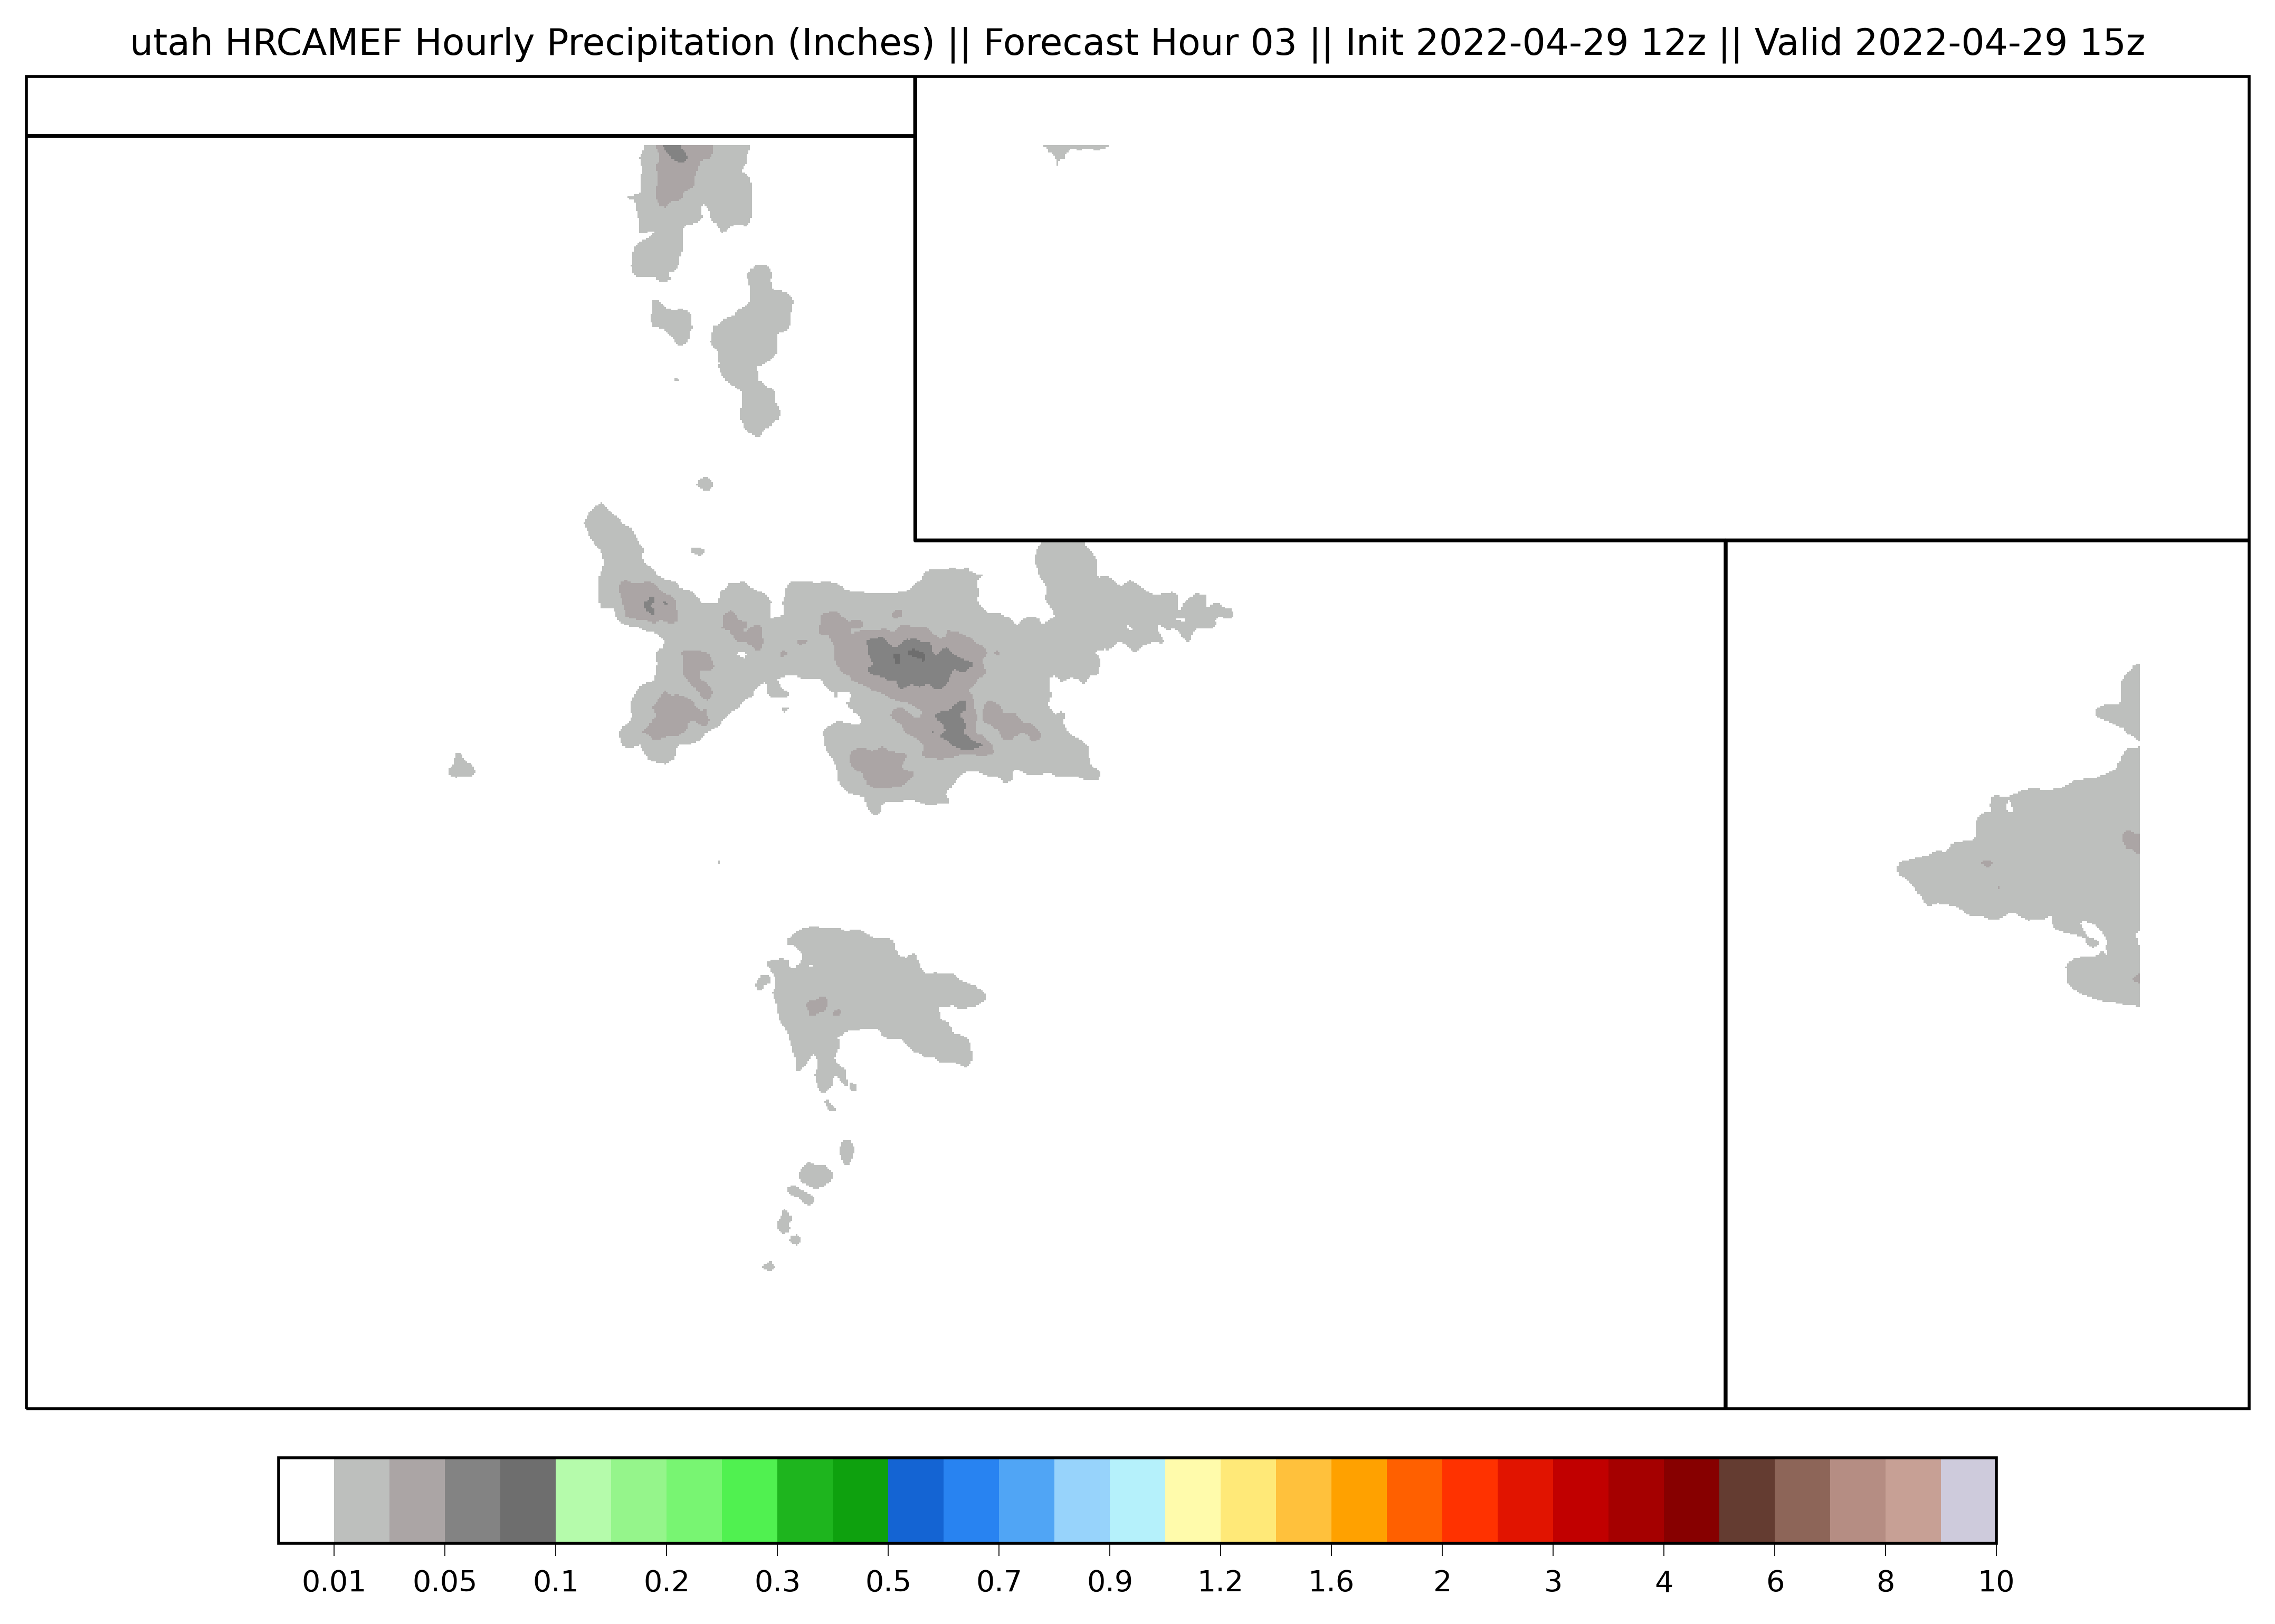 utah HRCAMEF Hourly Precipitation (Inches) || Forecast Hour 03 || Init 2022-04-29 12z || Valid 2022-04-29 15z
0.01 0.05 0.1 0.2 0.3 0.5 0.7 0.9 1.2 1.6 2 3 4 6 8 10